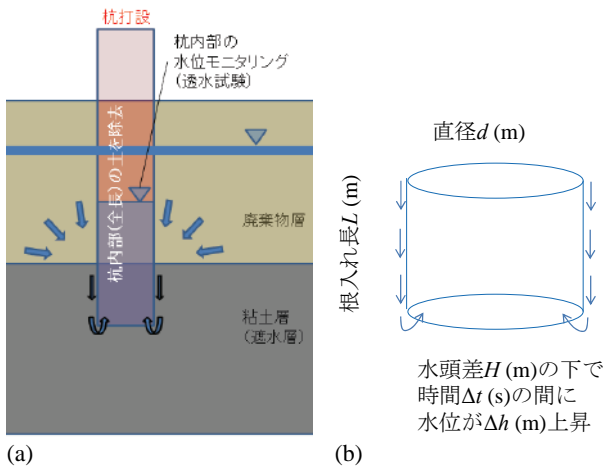 杭打設
杭内部の
水位モニタリング
(透水試験)
杭内部(全長)の土を除去
廃棄物層
粘土層
(遮水層)
(a)
直径d (m)
根入れ長L (m)
水頭差H (m)の下で
時間Δt (s)の間に
水位がΔh (m)上昇
(b)